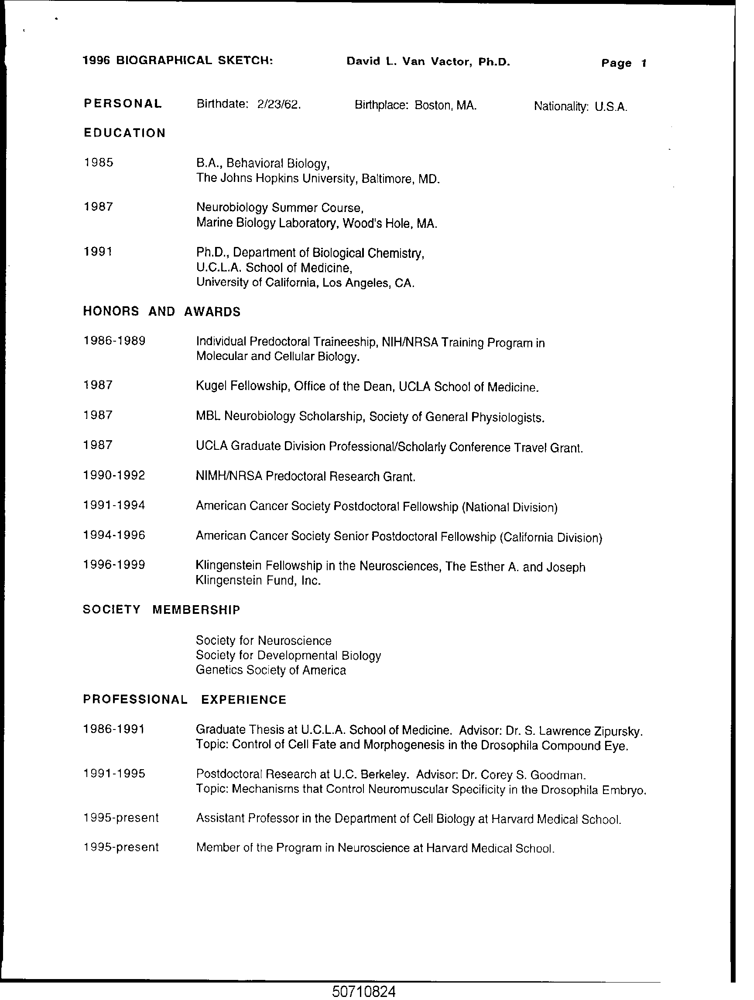 1996 BIOGRAPHICAL SKETCH: David L. Van Vactor, Ph.D. Page 1
PERSONAL Birthdate: 2/23/62. Birthplace: Boston, MA. Nationality: U.S.A.
EDUCATION
1985 B.A., Behavioral Biology,
The Johns Hopkins University, Baltimore, MD.
1987 Neurobiology Summer Course,
Marine Biology Laboratory, Wood's Hole, MA.
1991 Ph.D., Department of Biological Chemistry,
U.C.L.A. School of Medicine,
University of California, Los Angeles, CA.
HONORS AND AWARDS
1986-1989 Individual Predoctoral Traineeship, NIH/NRSA Training Program in
Molecular and Cellular Biology.
1987 Kugel Fellowship, Office of the Dean, UCLA School of Medicine.
1987 MBL Neurobiology Scholarship, Society of General Physiologists.
1987 UCLA Graduate Division Professional/Scholarly Conference Travel Grant.
1990-1992 NIMH/NRSA Predoctoral Research Grant.
1991-1994 American Cancer Society Postdoctoral Fellowship (National Division)
1994-1996 American Cancer Society Senior Postdoctoral Fellowship (California Division)
1996-1999 Klingenstein Fellowship in the Neurosciences, The Esther A. and Joseph
Klingenstein Fund, Inc.
SOCIETY MEMBERSHIP
Society for Neuroscience
Society for Developmental Biology
Genetics Society of America
PROFESSIONAL EXPERIENCE
1986-1991 Graduate Thesis at U.C.L.A. School of Medicine. Advisor: Dr. S. Lawrence Zipursky.
Topic: Control of Cell Fate and Morphogenesis in the Drosophila Compound Eye.
1991-1995 Postdoctoral Research at U.C. Berkeley. Advisor: Dr. Corey S. Goodman.
Topic: Mechanisms that Control Neuromuscular Specificity in the Drosophila Embryo.
1995-present Assistant Professor in the Department of Cell Biology at Harvard Medical School.
1995-present Member of the Program in Neuroscience at Harvard Medical School.
50710824